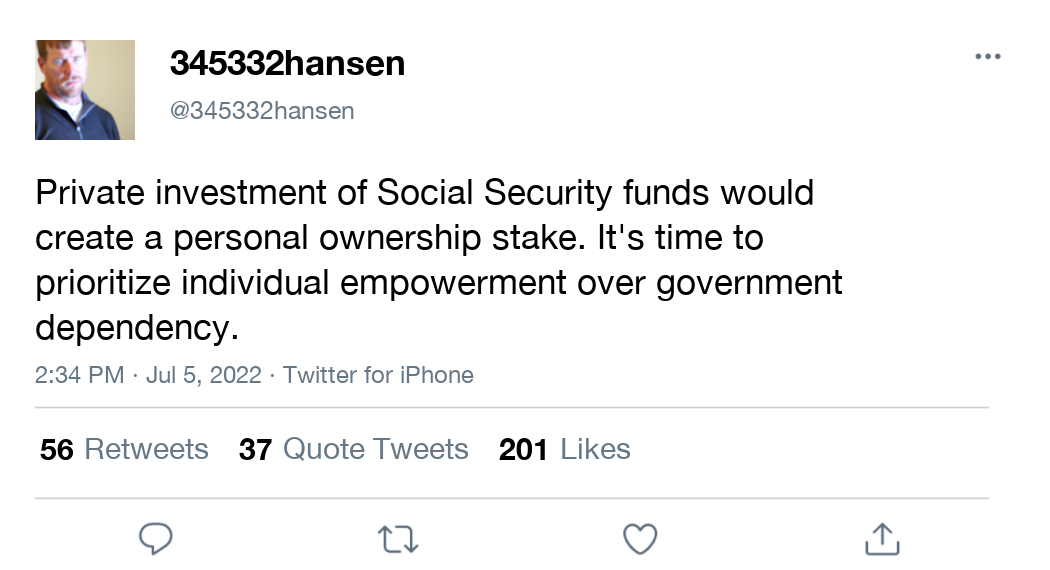 345332hansen
@345332hansen
Private investment of Social Security funds would
create a personal ownership stake. It's time to
prioritize individual empowerment over government
dependency.
2:34 PM · Jul 5, 2022 · Twitter for iPhone
56 Retweets 37 Quote Tweets 201 Likes